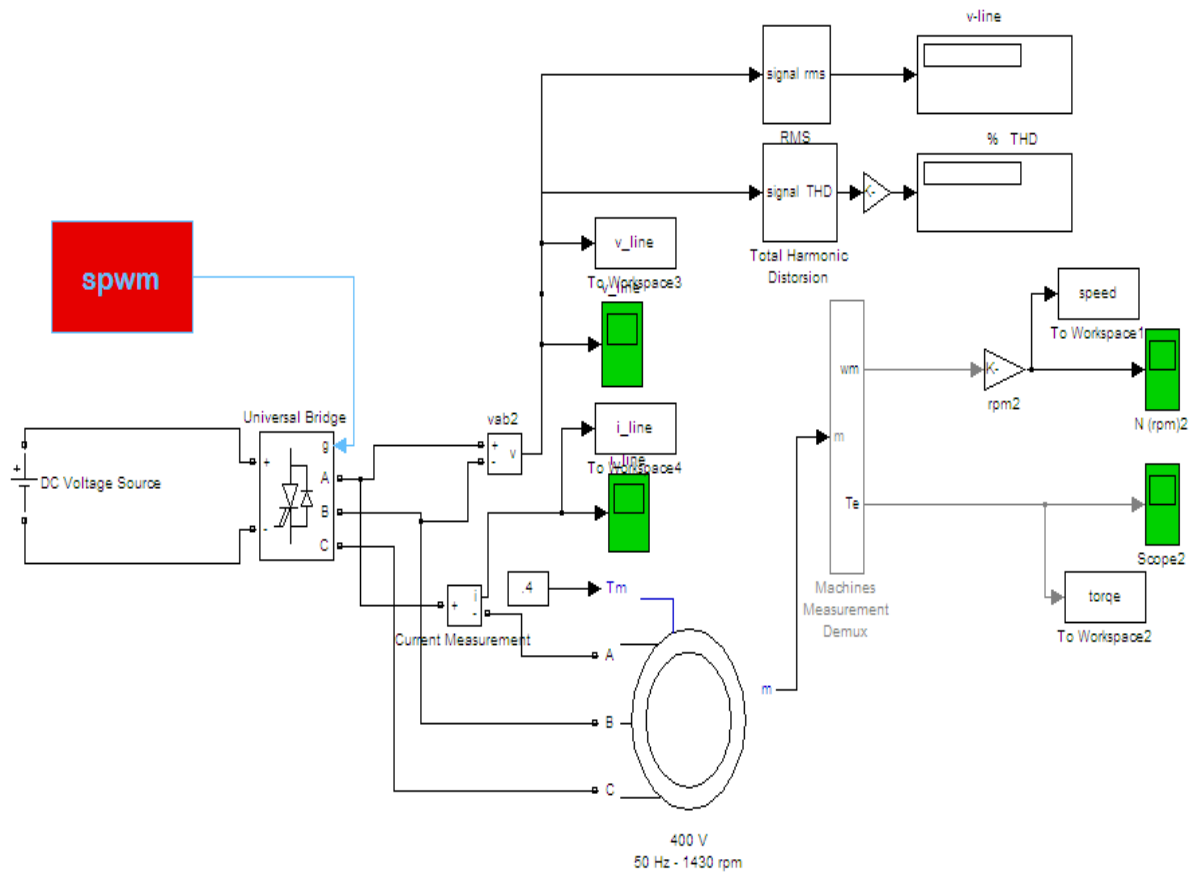 v-line
signal rms
RMS
% THD
signal THD
K-
Total Harmonic
Distorsion
spwm
v_line
To Workspace3
v_line
speed
To Workspace1
wm
K-
rpm2
N (rpm)2
Universal Bridge
g
vab2
+
-
v
i_line
To Workspace4
m
+
DC Voltage Source
+
-
A
B
C
Te
Scope2
.4
Tm
+
i
-
Current Measurement
Machines
Measurement
Demux
torqe
To Workspace2
A
m
B
C
400 V
50 Hz - 1430 rpm